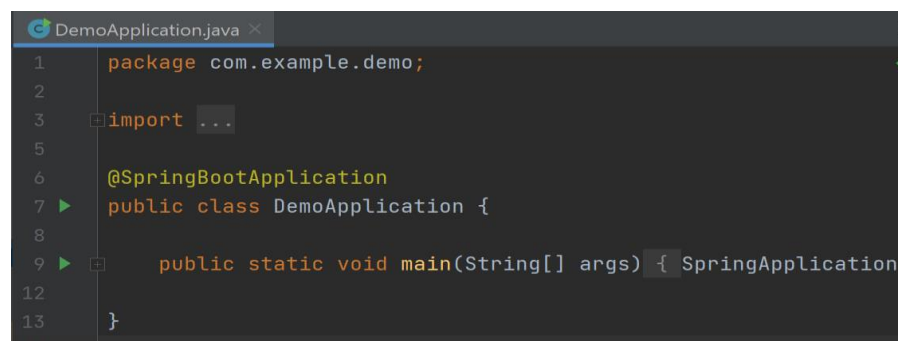 DemoApplication.java
1 package com.example.demo;
2
3 import ...
5
6 @SpringBootApplication
7 public class DemoApplication {
8
9 public static void main(String[] args) { SpringApplication
12
13 }